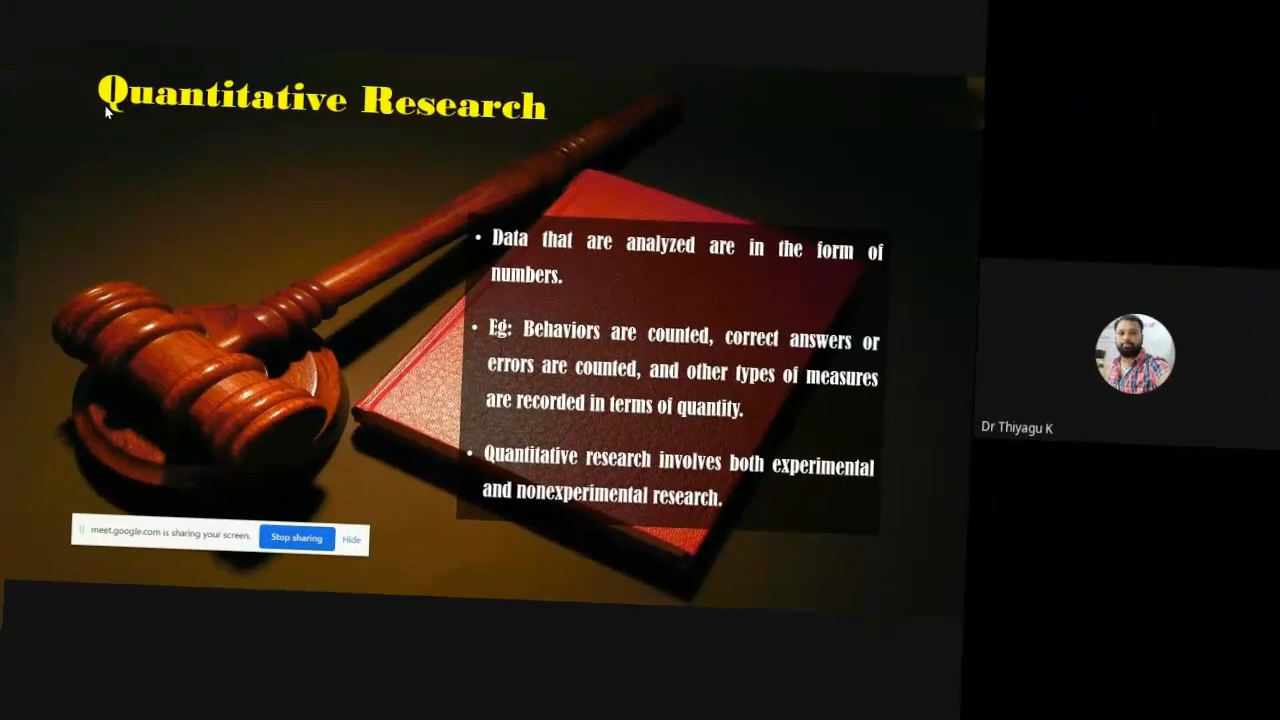 Quantitative Research
• Data that are analyzed are in the form of
numbers.
• Eg: Behaviors are counted, correct answers or
errors are counted, and other types of measures
are recorded in terms of quantity.
• Quantitative research involves both experimental
and nonexperimental research.
meet.google.com is sharing your screen. Stop sharing Hide
Dr Thiyagu K